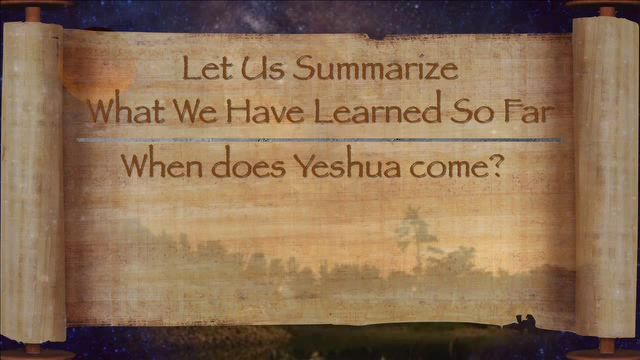 Let Us Summarize
What We Have Learned So Far
When does Yeshua come?